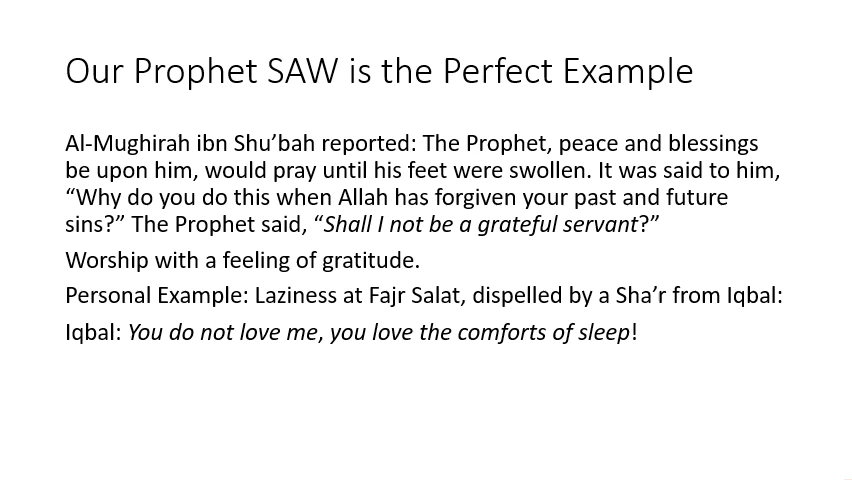 Our Prophet SAW is the Perfect Example
Al-Mughirah ibn Shu’bah reported: The Prophet, peace and blessings
be upon him, would pray until his feet were swollen. It was said to him,
“Why do you do this when Allah has forgiven your past and future
sins?” The Prophet said, “Shall I not be a grateful servant?”
Worship with a feeling of gratitude.
Personal Example: Laziness at Fajr Salat, dispelled by a Sha’r from Iqbal:
Iqbal: You do not love me, you love the comforts of sleep!